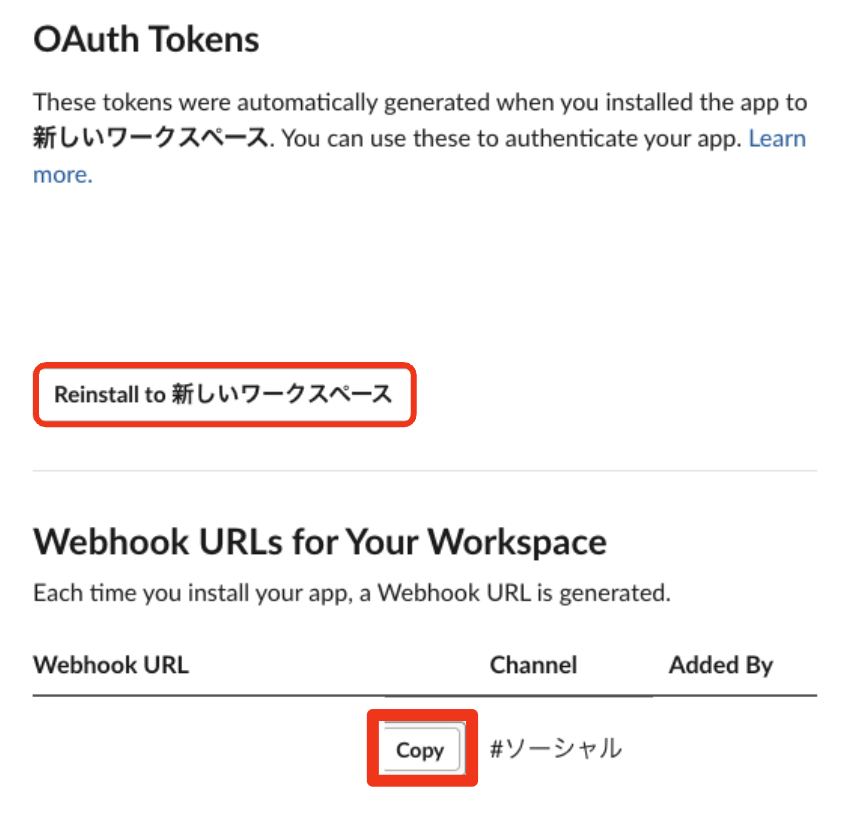 OAuth Tokens
These tokens were automatically generated when you installed the app to
新しいワークスペース. You can use these to authenticate your app. Learn
more.
Reinstall to 新しいワークスペース
Webhook URLs for Your Workspace
Each time you install your app, a Webhook URL is generated.
Webhook URL Channel Added By
Copy #ソーシャル